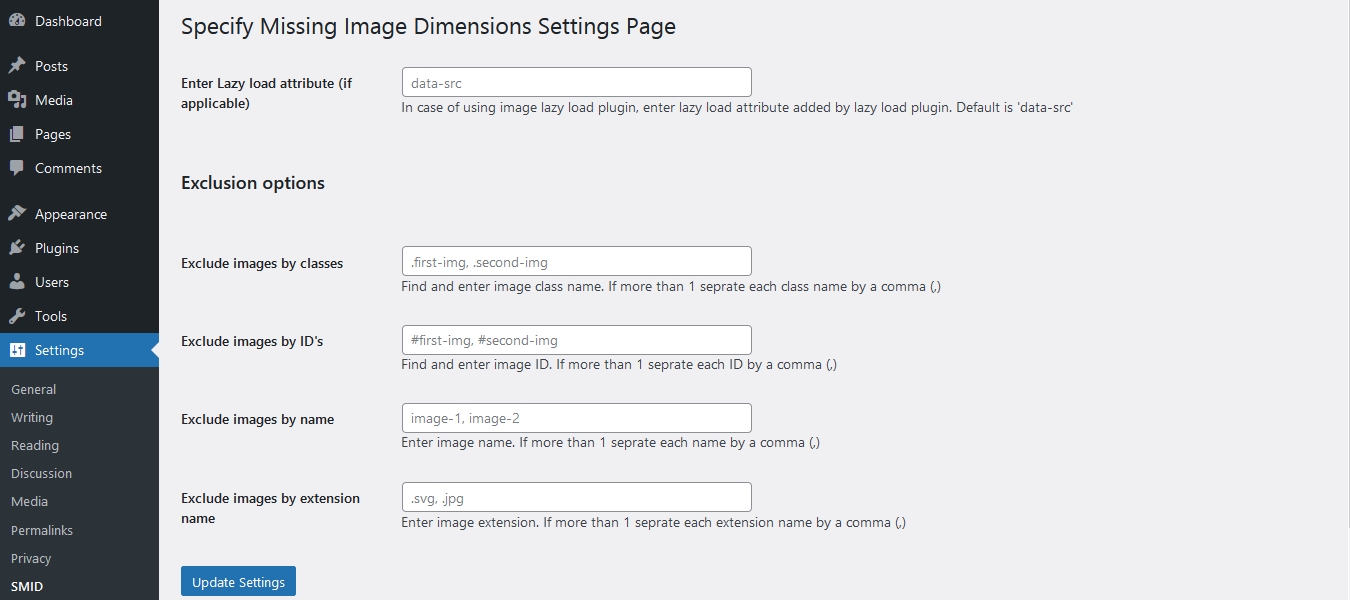 Dashboard
Posts
Media
Pages
Comments
Appearance
Plugins
Users
Tools
Settings
General
Writing
Reading
Discussion
Media
Permalinks
Privacy
SMID
Specify Missing Image Dimensions Settings Page
Enter Lazy load attribute (if
applicable)
data-src
In case of using image lazy load plugin, enter lazy load attribute added by lazy load plugin. Default is 'data-src'
Exclusion options
Exclude images by classes
.first-img, .second-img
Find and enter image class name. If more than 1 seprate each class name by a comma (,)
Exclude images by ID's
#first-img, #second-img
Find and enter image ID. If more than 1 seprate each ID by a comma (,)
Exclude images by name
image-1, image-2
Enter image name. If more than 1 seprate each name by a comma (,)
Exclude images by extension
name
.svg, .jpg
Enter image extension. If more than 1 seprate each extension name by a comma (,)
Update Settings